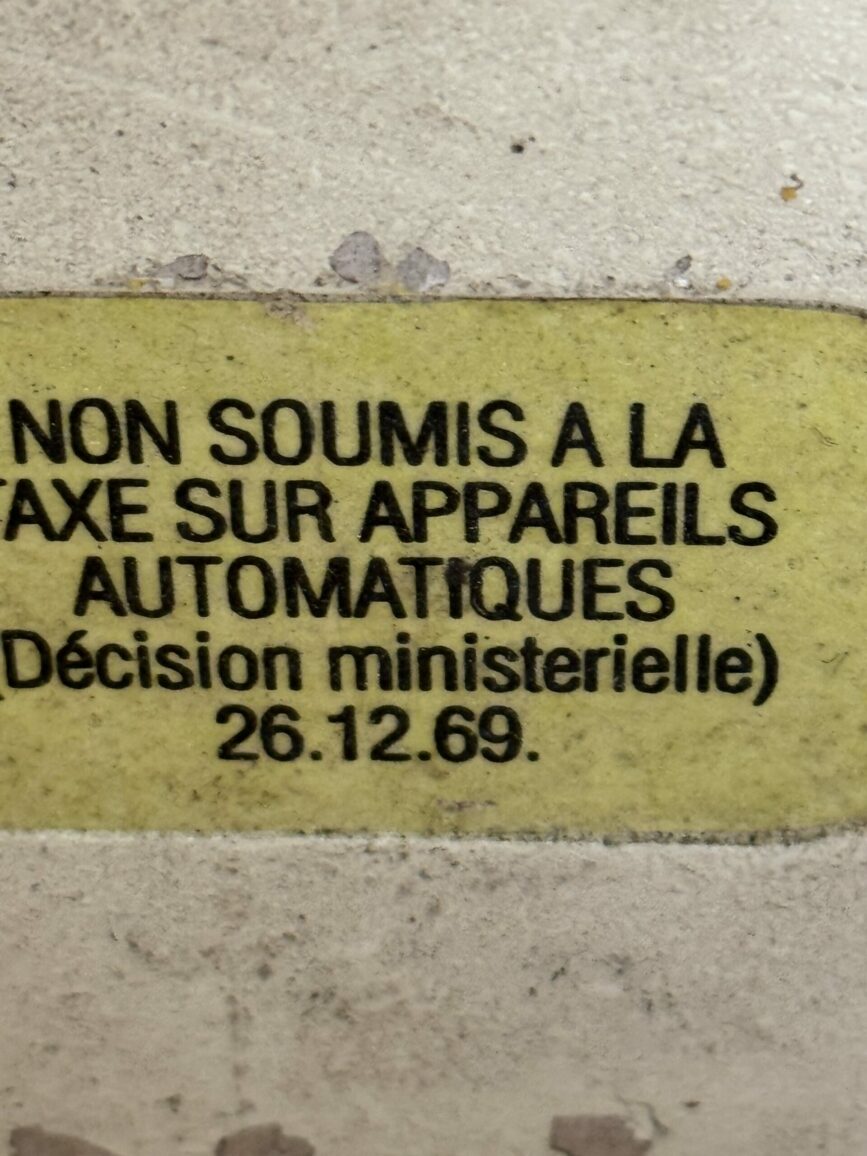 NON SOUMIS A LA
TAXE SUR APPAREILS
AUTOMATIQUES
(Décision ministerielle)
26.12.69.